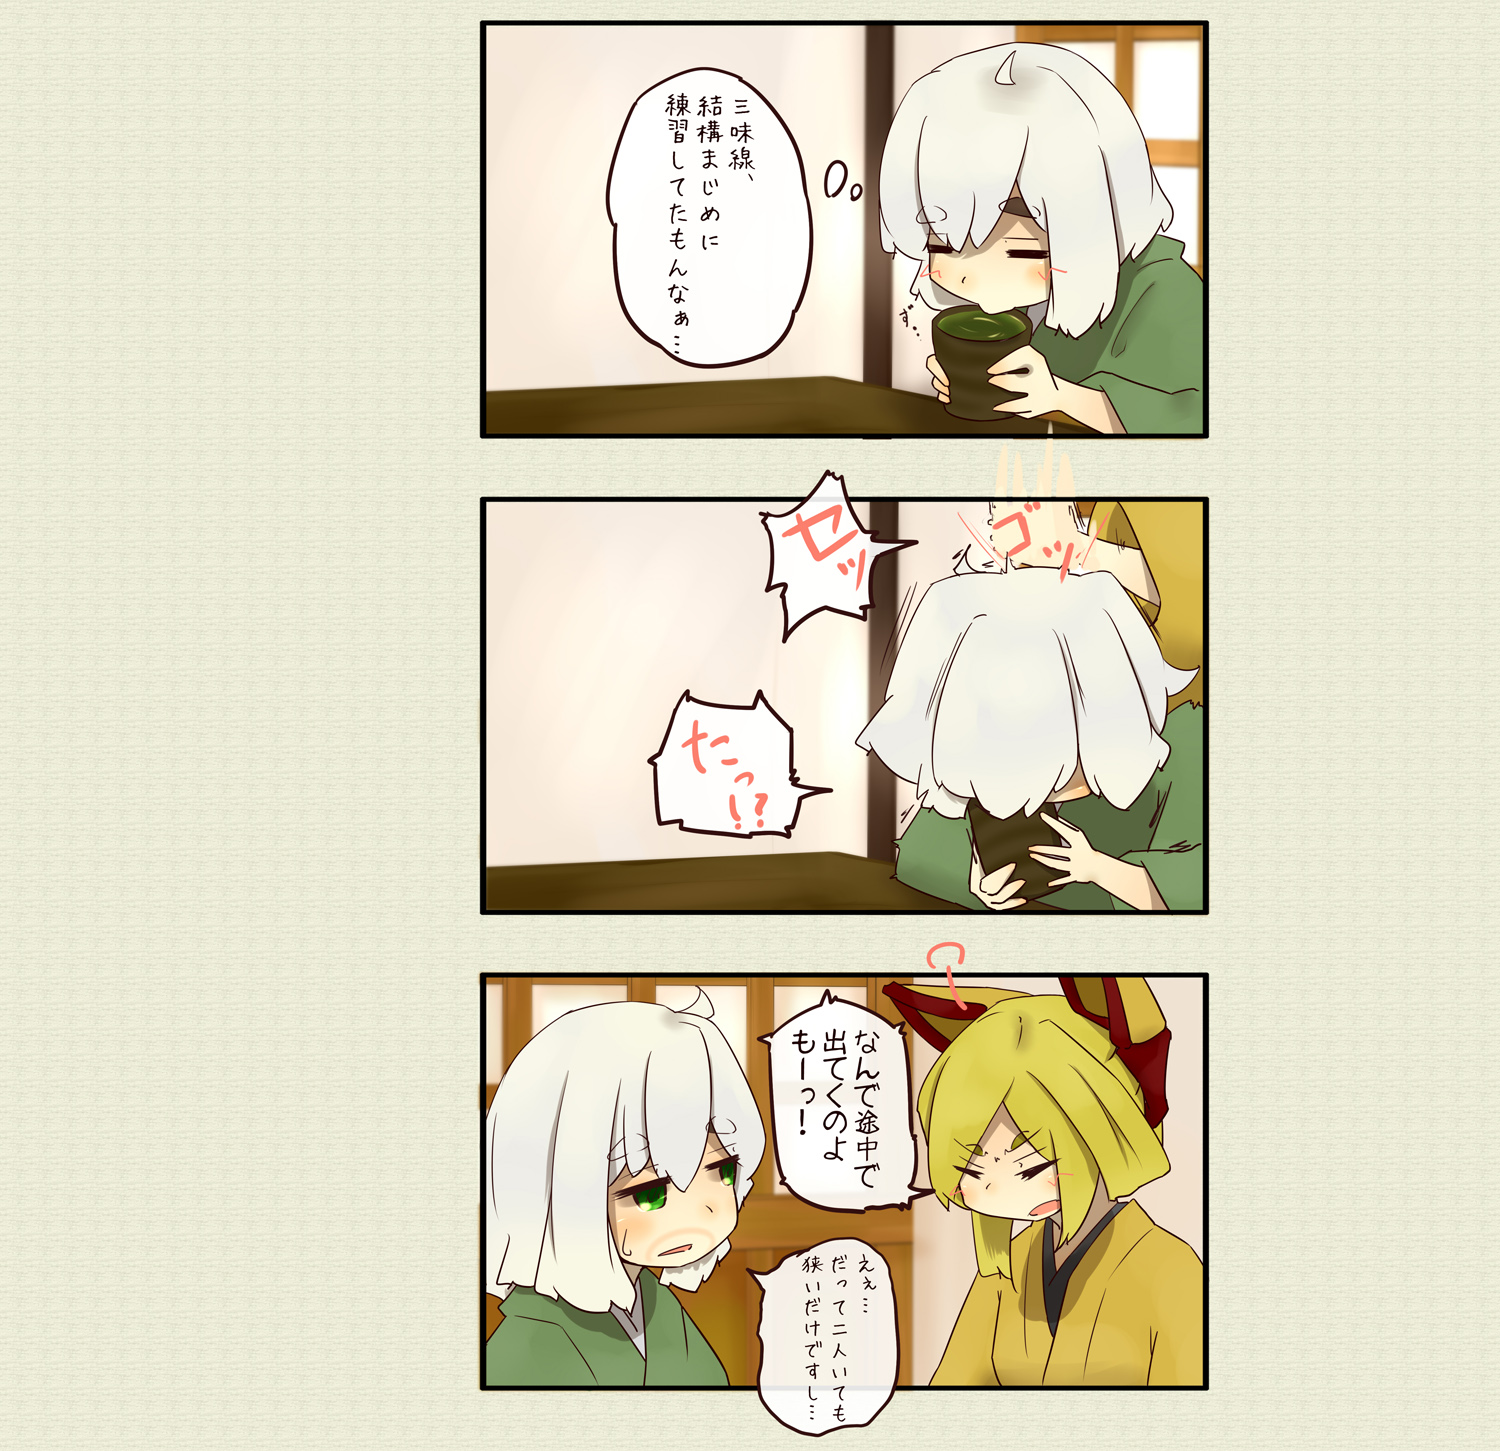 三味線、
結構まじめに
練習してたもんなぁ…
ず…
ゴッ
セッ
たっ!?
なんで途中で
出てくのよ
もーっ!
えぇ…
だって二人いても
狭いだけですし…